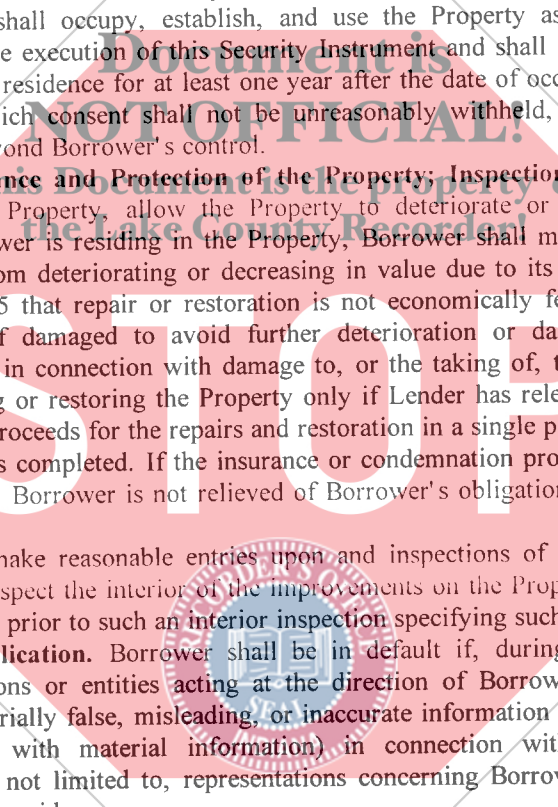 shall occupy, establish, and use the Property as
e execution of this Security Instrument and shall
Document is
residence for at least one year after the date of occ
ich consent shall not be unreasonably withheld,
NOT OFFICIAL!
yond Borrower's control.
nce and Protection of the Property; Inspection
his Document is the property
Property, allow the Property to deteriorate or
the Lake County Recorder!
wer is residing in the Property, Borrower shall m
om deteriorating or decreasing in value due to its
5 that repair or restoration is not economically fe
f damaged to avoid further deterioration or da
in connection with damage to, or the taking of, t
STOP
g or restoring the Property only if Lender has rele
roceeds for the repairs and restoration in a single p
s completed. If the insurance or condemnation pro
Borrower is not relieved of Borrower's obligation
make reasonable entries upon and inspections of
spect the interior of the improvements on the Prop
prior to such an interior inspection specifying such
RECORDER'S OFFICE
SEAL
INDIANA
lication. Borrower shall be in default if, during
ons or entities acting at the direction of Borrow
rially false, misleading, or inaccurate information
with material information) in connection wit
not limited to, representations concerning Borrow